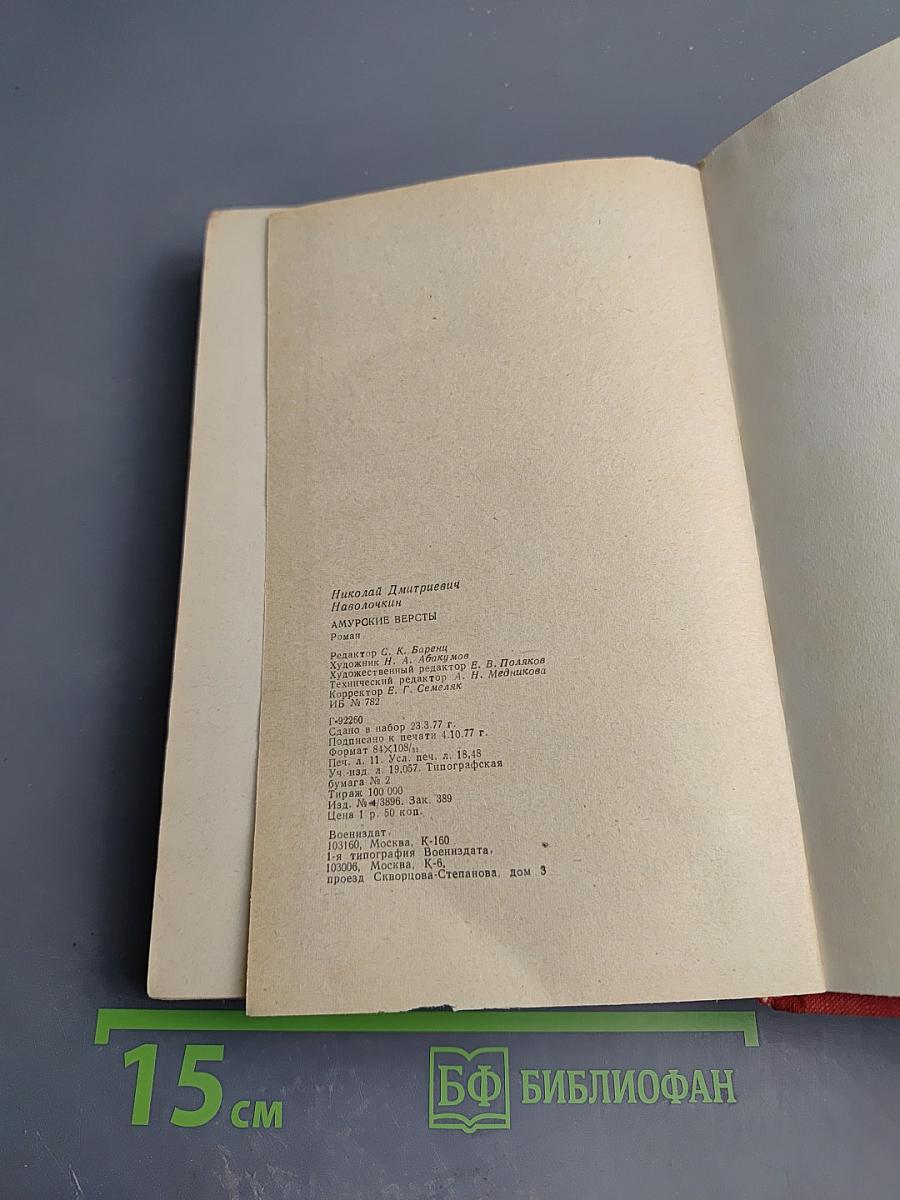 Николай Дмитриевич
Наволочкин
АМУРСКИЕ ВЕРСТЫ
Роман
Редактор С. К. Баренц
Художник Н. А. Абакумов
Художественный редактор Е. В. Поляков
Технический редактор А. Н. Медникова
Корректор Е. Г. Семеляк
ИБ № 782
Г-92260
Сдано в набор 23.3.77 г.
Подписано к печати 4.10.77 г.
Формат 84×108/32
Печ. л. 11. Усл. печ. л. 18,48
Уч.-изд. л. 19,057. Типографская
бумага № 2
Тираж 100 000
Изд. № 4/3896. Зак. 389
Цена 1 р. 50 коп.
Воениздат,
103160, Москва, К-160
1-я типография Воениздата,
103006, Москва, К-6,
проезд Скворцова-Степанова, дом 3
15 см
БФ БИБЛИОФАН